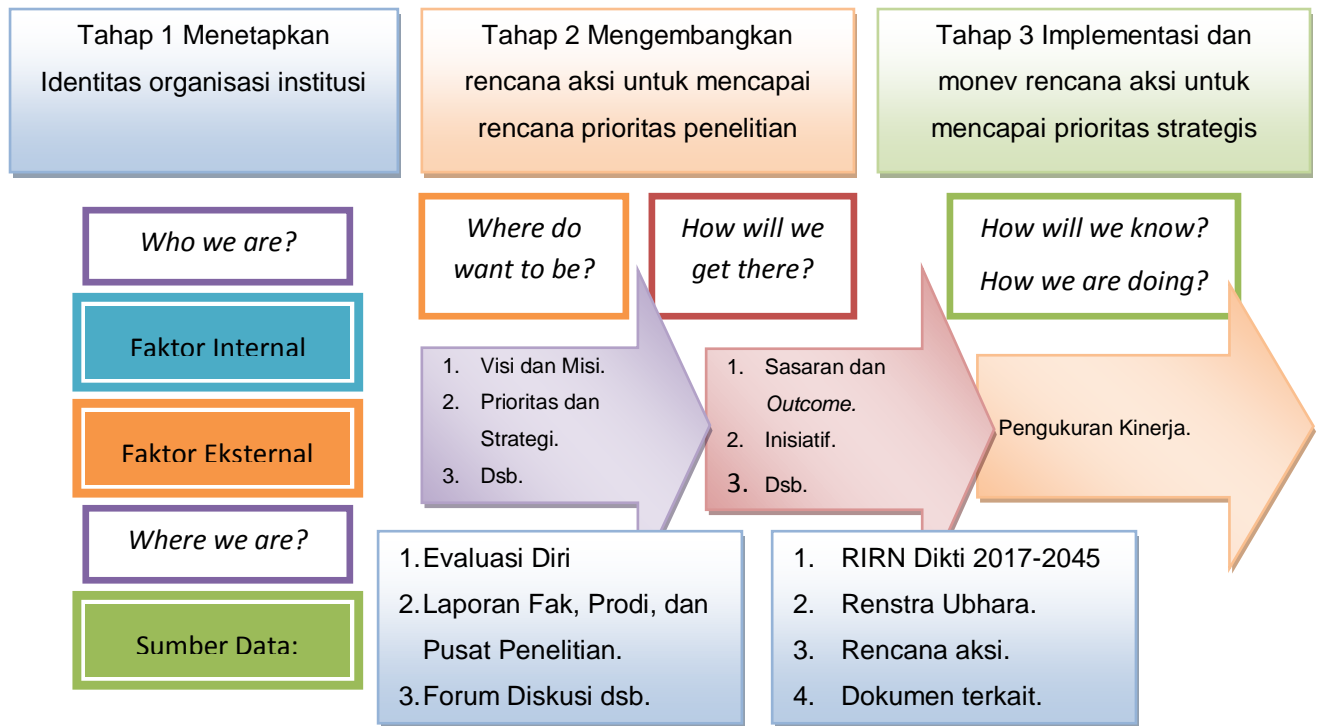 Tahap 1 Menetapkan
Identitas organisasi institusi
Tahap 2 Mengembangkan
rencana aksi untuk mencapai
rencana prioritas penelitian
Tahap 3 Implementasi dan
monev rencana aksi untuk
mencapai prioritas strategis
Who we are?
Faktor Internal
Faktor Eksternal
Where we are?
Sumber Data:
Where do
want to be?
How will we
get there?
How will we know?
How we are doing?
1. Visi dan Misi.
2. Prioritas dan
Strategi.
3. Dsb.
1. Sasaran dan
Outcome.
2. Inisiatif.
3. Dsb.
Pengukuran Kinerja.
1. Evaluasi Diri
2. Laporan Fak, Prodi, dan
Pusat Penelitian.
3. Forum Diskusi dsb.
1. RIRN Dikti 2017-2045
2. Renstra Ubhara.
3. Rencana aksi.
4. Dokumen terkait.